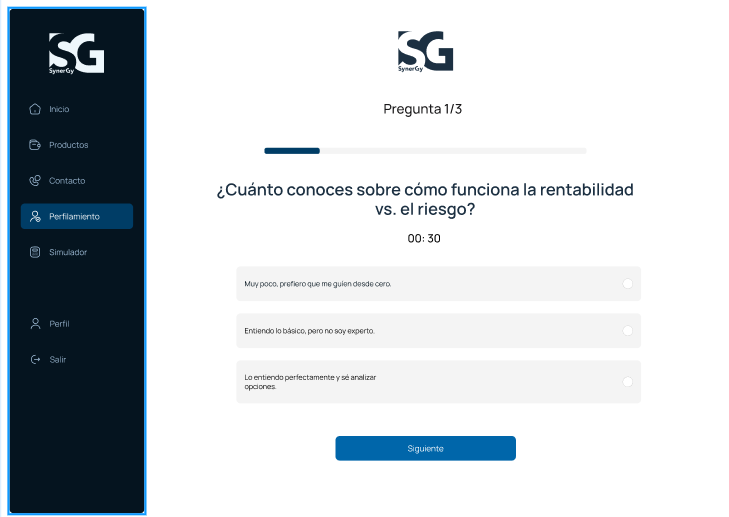 SG
SynerGy
Inicio
Productos
Contacto
Perfilamiento
Simulador
Perfil
Salir
SG
SynerGy
Pregunta 1/3
¿Cuánto conoces sobre cómo funciona la rentabilidad
vs. el riesgo?
00: 30
Muy poco, prefiero que me guíen desde cero.
Entiendo lo básico, pero no soy experto.
Lo entiendo perfectamente y sé analizar
opciones.
Siguiente